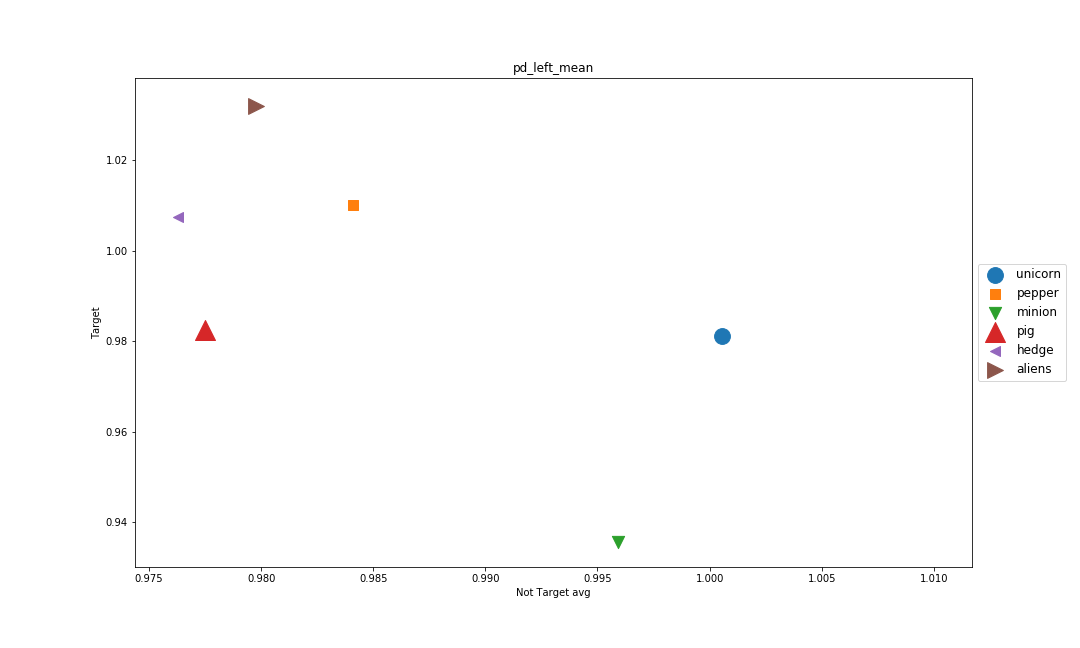 pd_left_mean
Target
1.02
1.00
0.98
0.96
0.94
0.975 0.980 0.985 0.990 0.995 1.000 1.005 1.010
Not Target avg
unicorn
pepper
minion
pig
hedge
aliens